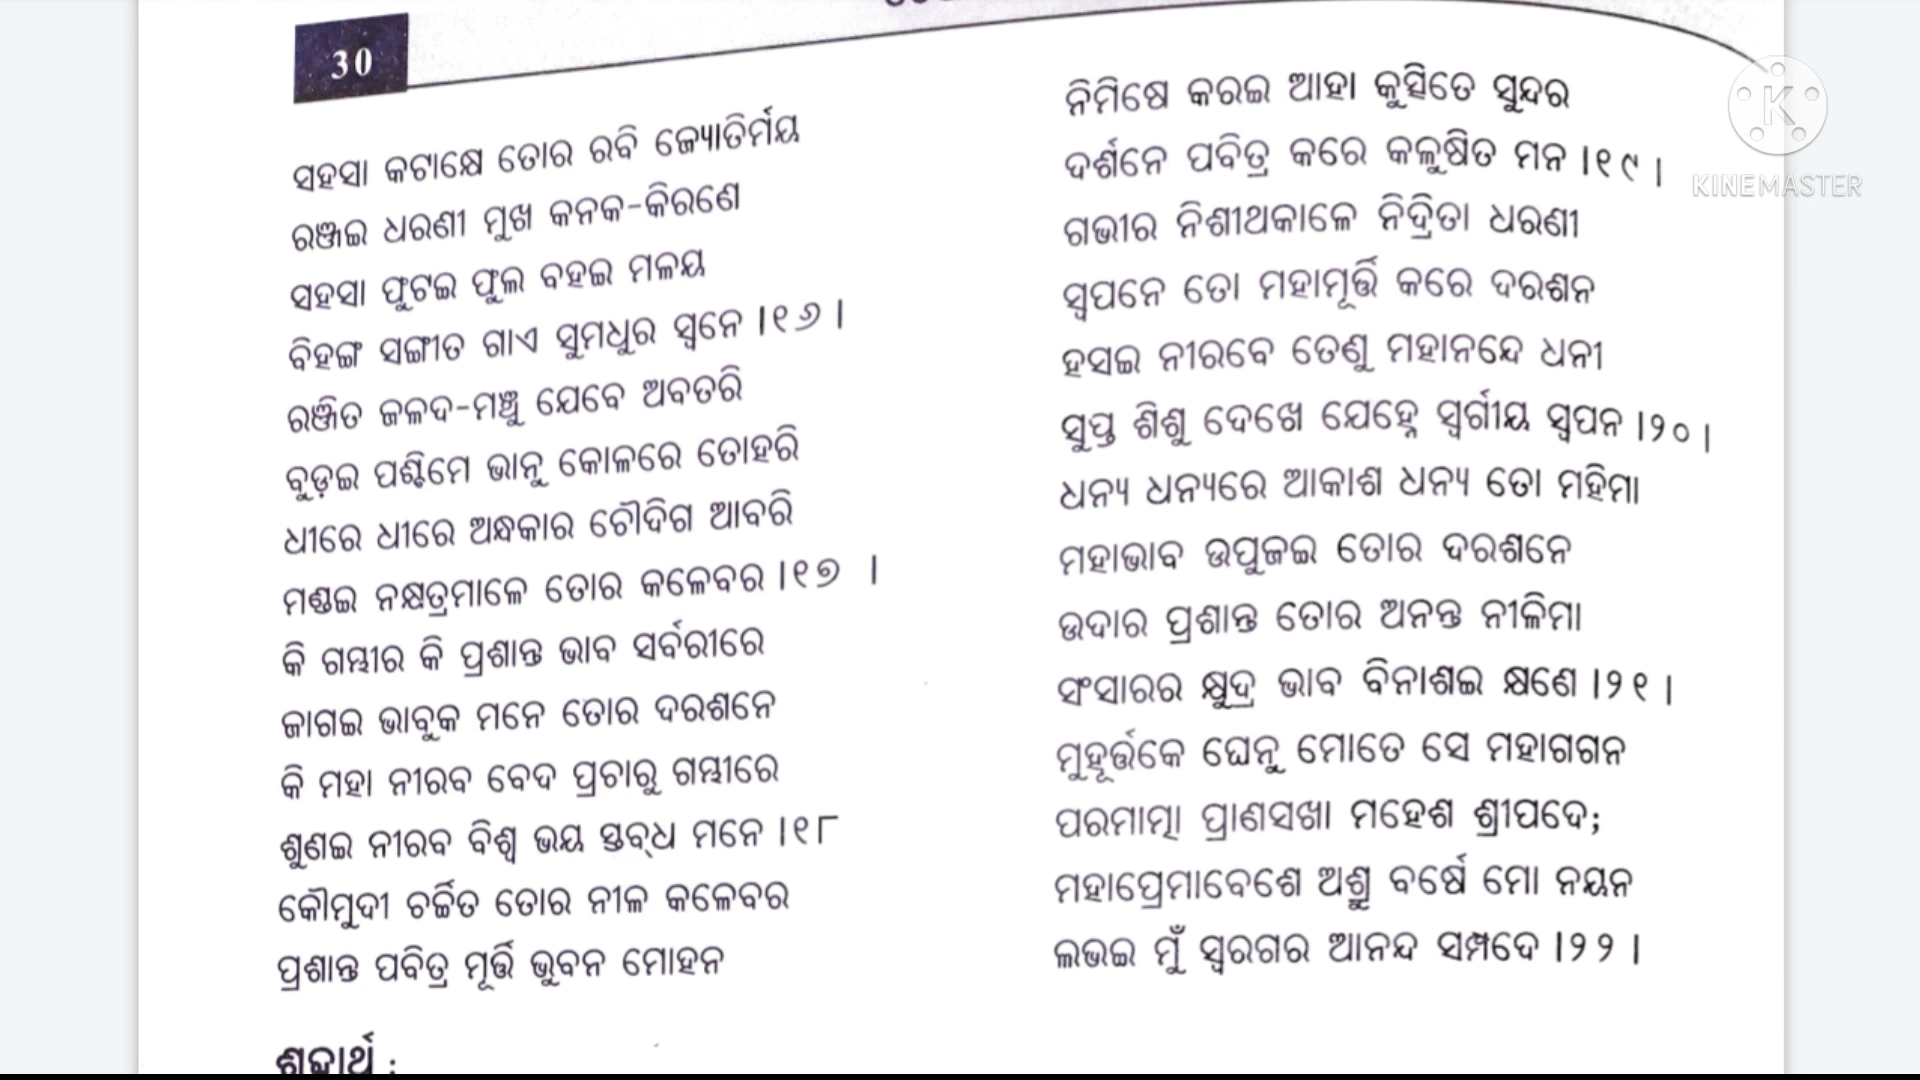 30
ସହସା କଟାକ୍ଷେ ତୋର ରବି ଜ୍ୟୋତିର୍ମୟ
ରଞ୍ଜଇ ଧରଣୀ ମୁଖ କନକ-କିରଣେ
ସହସା ଫୁଟଇ ଫୁଲ ବହଇ ମଳୟ
ବିହଙ୍ଗ ସଙ୍ଗୀତ ଗାଏ ସୁମଧୁର ସ୍ଵନେ ।୧୬ ।
ରଞ୍ଜିତ ଜଳଦ-ମଞ୍ଚୁ ଯେବେ ଅବତରି
ବୁଡ଼ଇ ପଶ୍ଚିମେ ଭାନୁ କୋଳରେ ତୋହରି
ଧୀରେ ଧୀରେ ଅନ୍ଧକାର ଚୌଦିଗ ଆବରି
ମଣ୍ଡଇ ନକ୍ଷତ୍ରମାଳେ ତୋର କଳେବର ।୧୭ ।
କି ଗମ୍ଭୀର କି ପ୍ରଶାନ୍ତ ଭାବ ସର୍ବରୀରେ
ଜାଗଇ ଭାବୁକ ମନେ ତୋର ଦରଶନେ
କି ମହା ନୀରବ ବେଦ ପ୍ରଚାରୁ ଗମ୍ଭୀରେ
ଶୁଣଇ ନୀରବ ବିଶ୍ଵ ଭୟ ସ୍ତବ୍ଧ ମନେ ।୧୮
କୌମୁଦୀ ଚର୍ଚ୍ଚିତ ତୋର ନୀଳ କଳେବର
ପ୍ରଶାନ୍ତ ପବିତ୍ର ମୂର୍ତ୍ତି ଭୁବନ ମୋହନ
ଶବ୍ଦାର୍ଥ :
ନିମିଷେ କରଇ ଆହା କୁତ୍ସିତେ ସୁନ୍ଦର
ଦର୍ଶନେ ପବିତ୍ର କରେ କଳୁଷିତ ମନ ।୧୯ ।
ଗଭୀର ନିଶୀଥକାଳେ ନିଦ୍ରିତା ଧରଣୀ
ସ୍ଵପନେ ତୋ ମହାମୂର୍ତ୍ତି କରେ ଦରଶନ
ହସଇ ନୀରବେ ତେଣୁ ମହାନନ୍ଦେ ଧନୀ
ସୁପ୍ତ ଶିଶୁ ଦେଖେ ଯେହ୍ନେ ସ୍ଵର୍ଗୀୟ ସ୍ଵପନ ।୨୦ ।
ଧନ୍ୟ ଧନ୍ୟରେ ଆକାଶ ଧନ୍ୟ ତୋ ମହିମା
ମହାଭାବ ଉପୁଜଇ ତୋର ଦରଶନେ
ଉଦାର ପ୍ରଶାନ୍ତ ତୋର ଅନନ୍ତ ନୀଳିମା
ସଂସାରର କ୍ଷୁଦ୍ର ଭାବ ବିନାଶଇ କ୍ଷଣେ ।୨୧ ।
ମୁହୂର୍ତ୍ତକେ ଘେନୁ ମୋତେ ସେ ମହାଗଗନ
ପରମାତ୍ମା ପ୍ରାଣସଖା ମହେଶ ଶ୍ରୀପଦେ;
ମହାପ୍ରେମାବେଶେ ଅଶ୍ରୁ ବର୍ଷେ ମୋ ନୟନ
ଲଭଇ ମୁଁ ସ୍ଵରଗର ଆନନ୍ଦ ସମ୍ପଦେ ।୨୨ ।
KINEMASTER